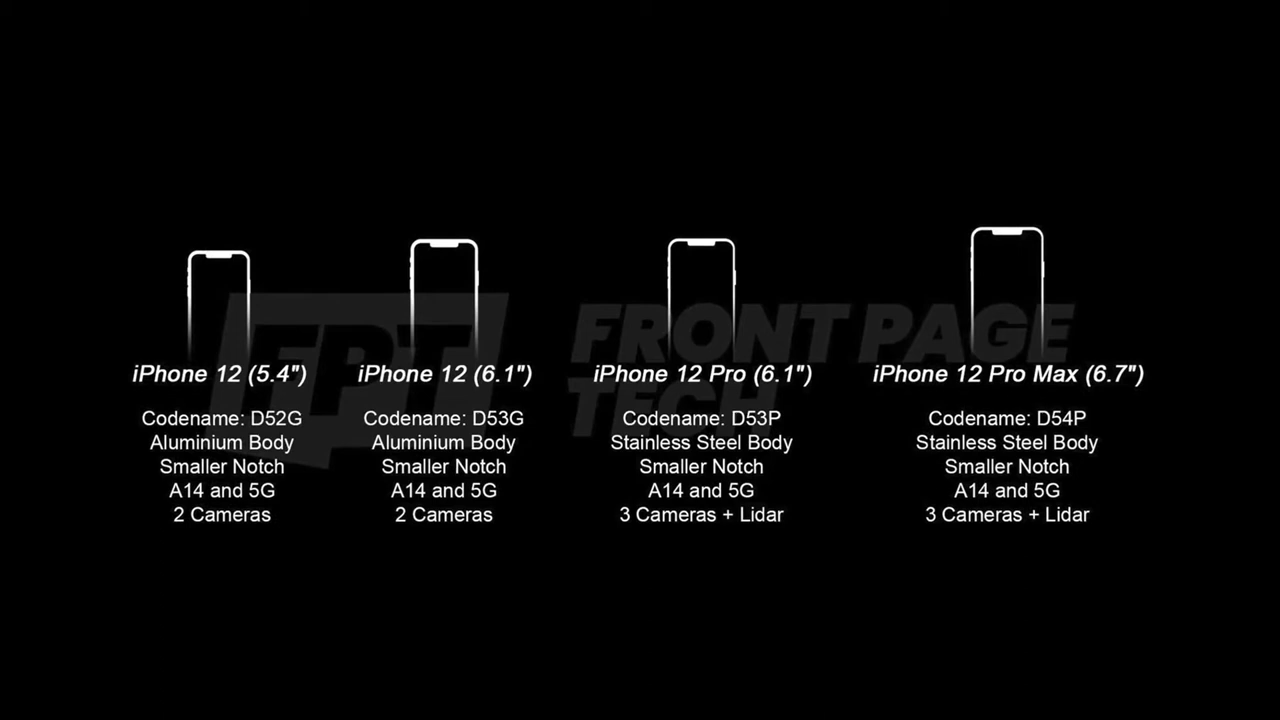 FPT FRONT PAGE
TECH
iPhone 12 (5.4")
Codename: D52G
Aluminium Body
Smaller Notch
A14 and 5G
2 Cameras
iPhone 12 (6.1")
Codename: D53G
Aluminium Body
Smaller Notch
A14 and 5G
2 Cameras
iPhone 12 Pro (6.1")
Codename: D53P
Stainless Steel Body
Smaller Notch
A14 and 5G
3 Cameras + Lidar
iPhone 12 Pro Max (6.7")
Codename: D54P
Stainless Steel Body
Smaller Notch
A14 and 5G
3 Cameras + Lidar